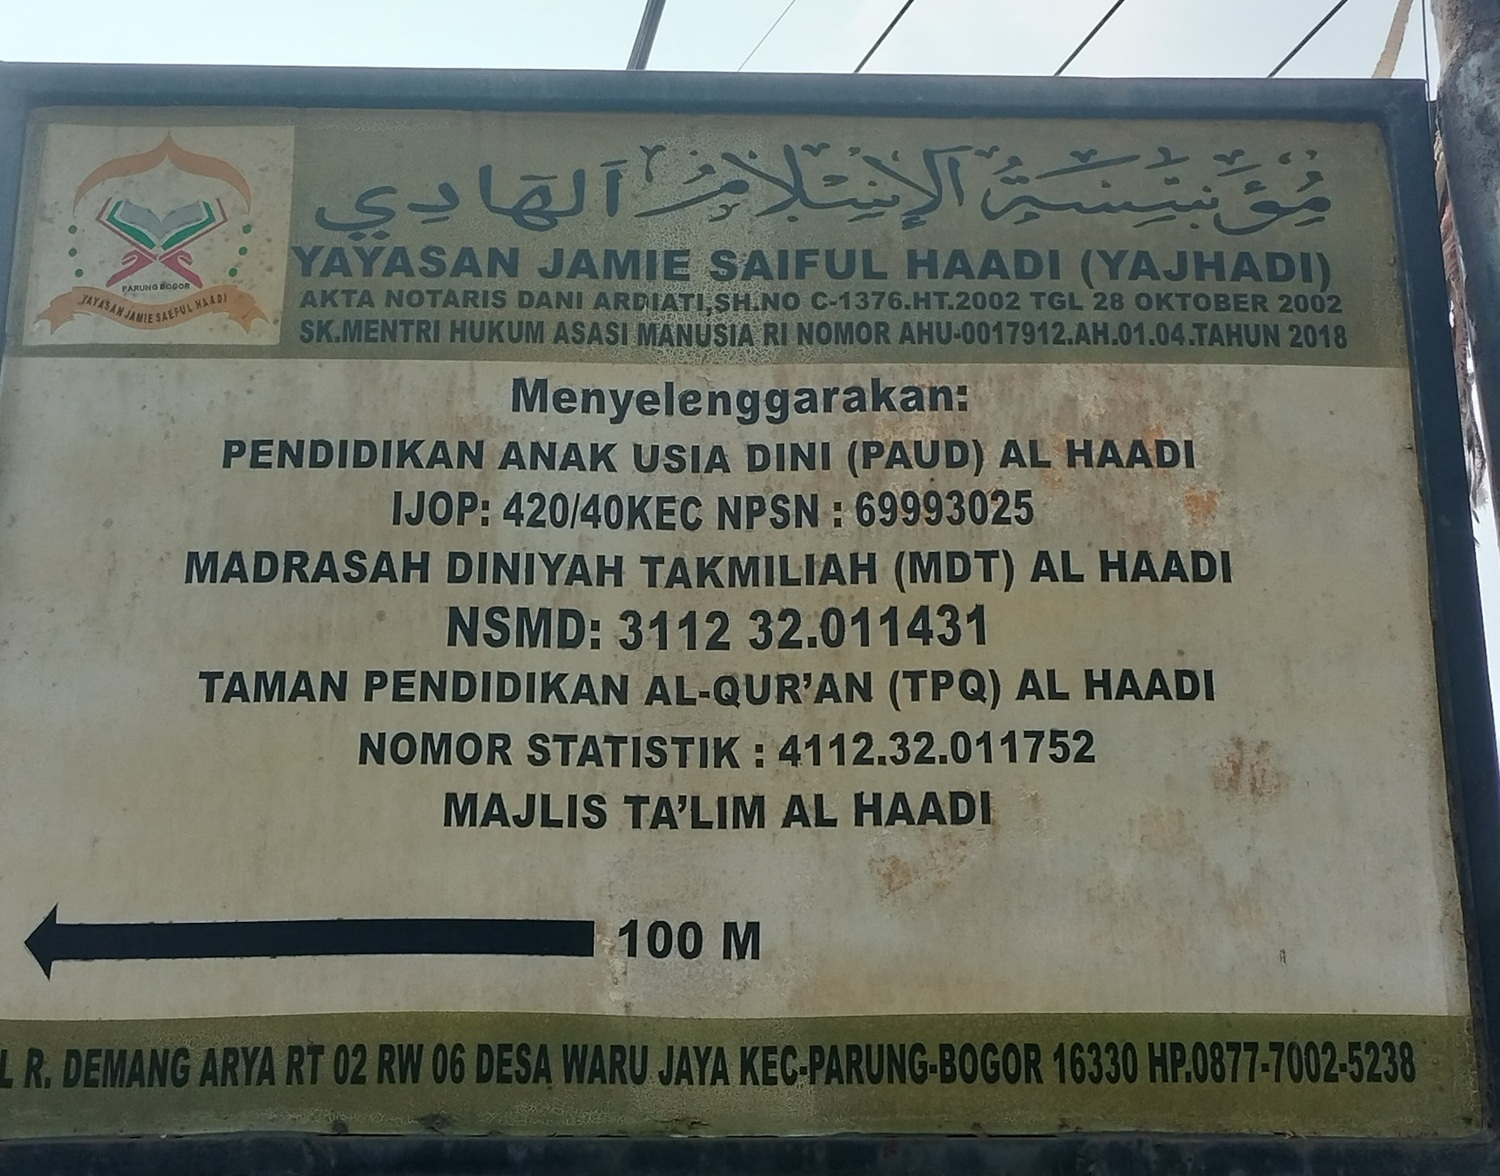 مؤسسة الإسلام الهادي
YAYASAN JAMIE SAIFUL HAADI (YAJHADI)
AKTA NOTARIS DANI ARDIATI,SH.NO C-1376.HT.2002 TGL 28 OKTOBER 2002
SK.MENTRI HUKUM ASASI MANUSIA RI NOMOR AHU-0017912.AH.01.04.TAHUN 2018
PARUNG BOGOR
YAYASAN JAMIE SAEFUL HAADI
Menyelenggarakan:
PENDIDIKAN ANAK USIA DINI (PAUD) AL HAADI
IJOP: 420/40KEC NPSN : 69993025
MADRASAH DINIYAH TAKMILIAH (MDT) AL HAADI
NSMD: 3112 32.011431
TAMAN PENDIDIKAN AL-QUR'AN (TPQ) AL HAADI
NOMOR STATISTIK : 4112.32.011752
MAJLIS TA'LIM AL HAADI
100 M
L R. DEMANG ARYA RT 02 RW 06 DESA WARU JAYA KEC-PARUNG-BOGOR 16330 HP.0877-7002-5238